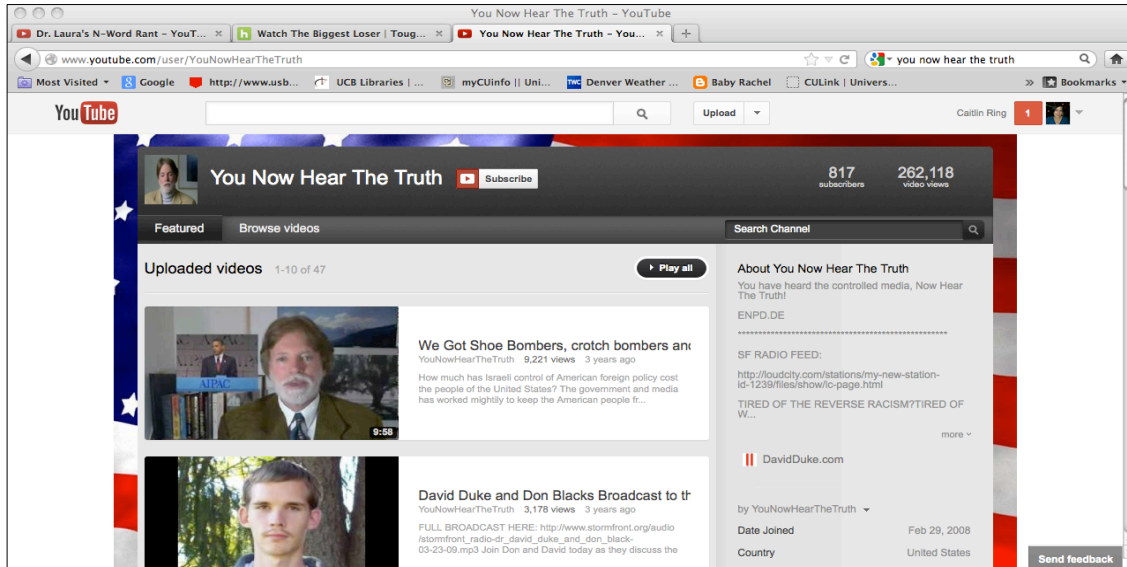 You Now Hear The Truth – YouTube
Dr. Laura's N-Word Rant – YouT... ×
Watch The Biggest Loser | Toug... ×
You Now Hear The Truth – You... ×
www.youtube.com/user/YouNowHearTheTruth
you now hear the truth
Most Visited
Google
http://www.usb...
UCB Libraries | ...
myCUinfo || Uni...
TWC Denver Weather ...
Baby Rachel
CULink | Univers...
»
Bookmarks
YouTube
Upload
Caitlin Ring
1
You Now Hear The Truth
Subscribe
817
subscribers
262,118
video views
Featured
Browse videos
Search Channel
Uploaded videos 1-10 of 47
Play all
We Got Shoe Bombers, crotch bombers and
YouNowHearTheTruth 9,221 views 3 years ago
How much has Israeli control of American foreign policy cost
the people of the United States? The government and media
has worked mightily to keep the American people fr...
AIPAC
9:58
David Duke and Don Blacks Broadcast to th
YouNowHearTheTruth 3,178 views 3 years ago
FULL BROADCAST HERE: http://www.stormfront.org/audio
/stormfront_radio-dr_david_duke_and_don_black-
03-23-09.mp3 Join Don and David today as they discuss the
About You Now Hear The Truth
You have heard the controlled media, Now Hear
The Truth!
ENPD.DE
***************************************************
SF RADIO FEED:
http://loudcity.com/stations/my-new-station-
id-1239/files/show/lc-page.html
TIRED OF THE REVERSE RACISM?TIRED OF
W...
more
DavidDuke.com
by YouNowHearTheTruth
Date Joined Feb 29, 2008
Country United States
Send feedback